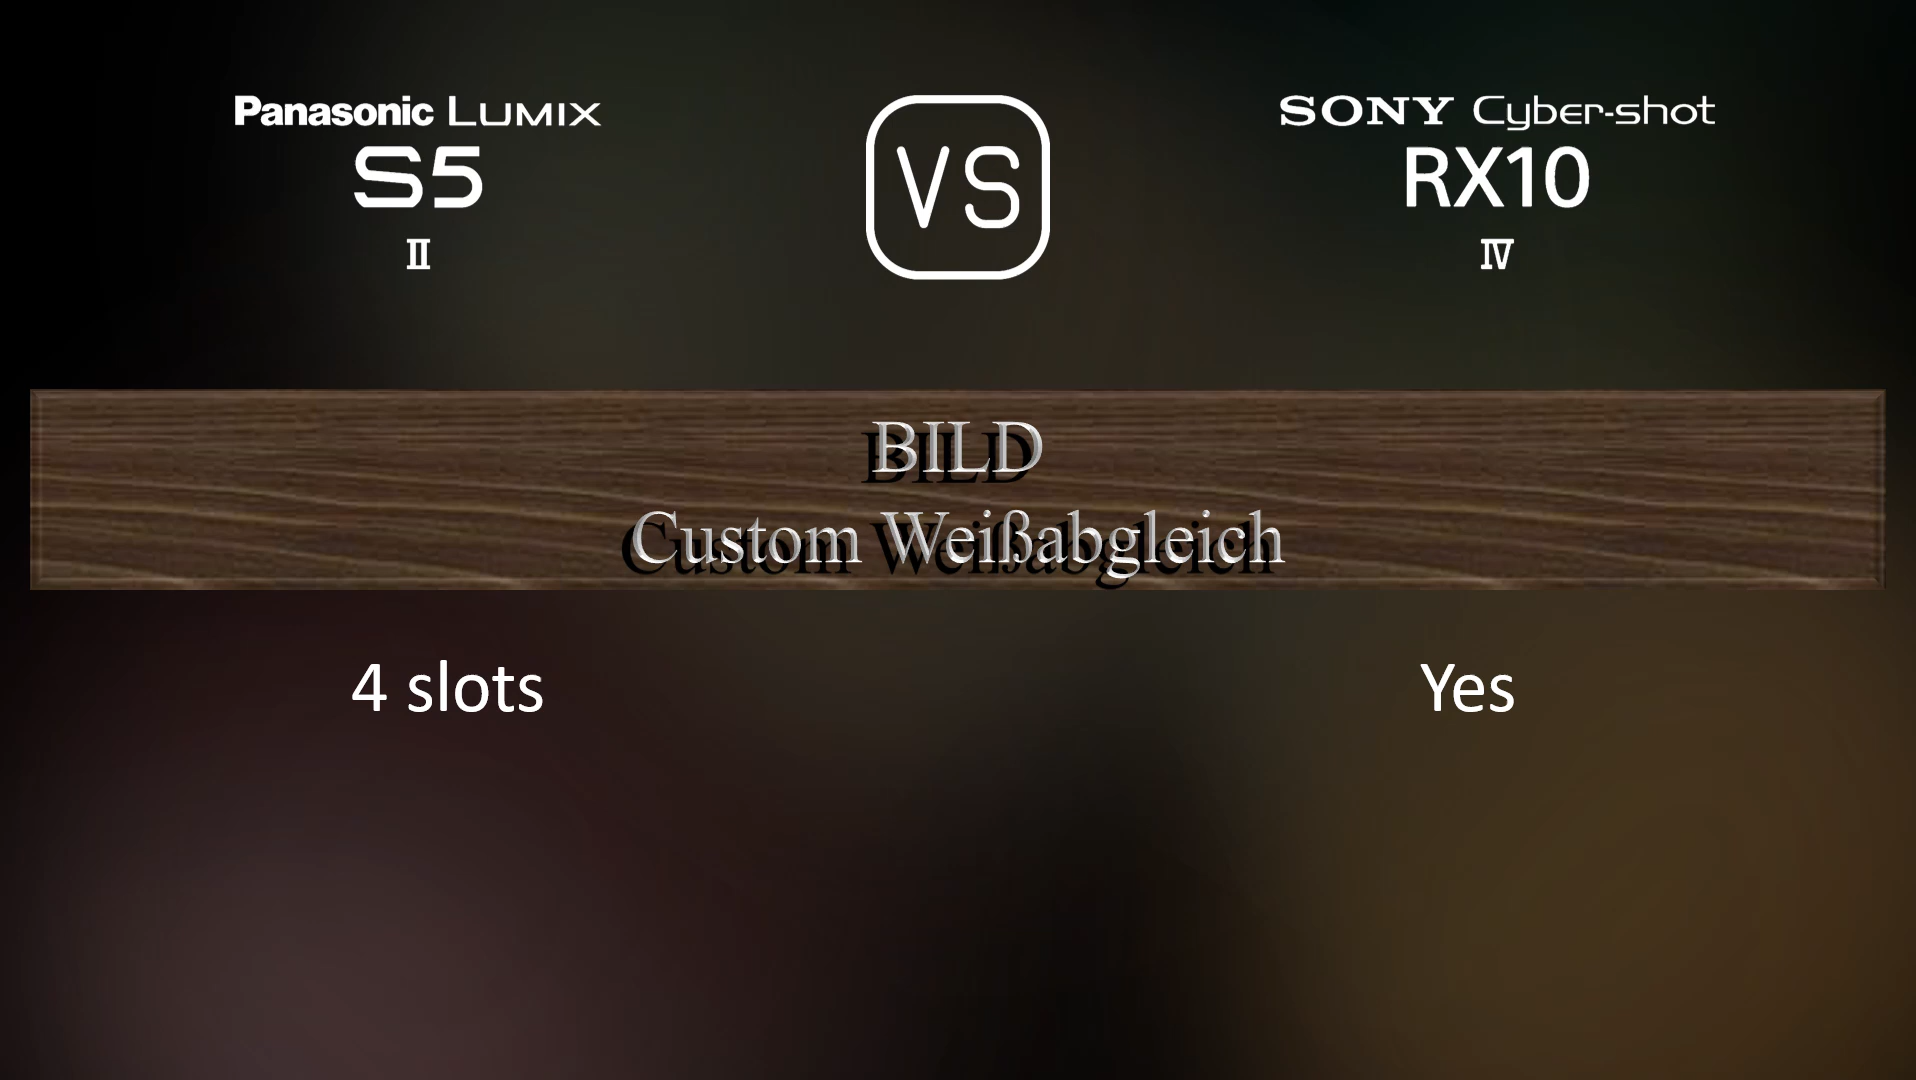 Panasonic LUMIX
S5
II
VS
SONY Cyber-shot
RX10
IV
BILD
Custom Weißabgleich
4 slots
Yes